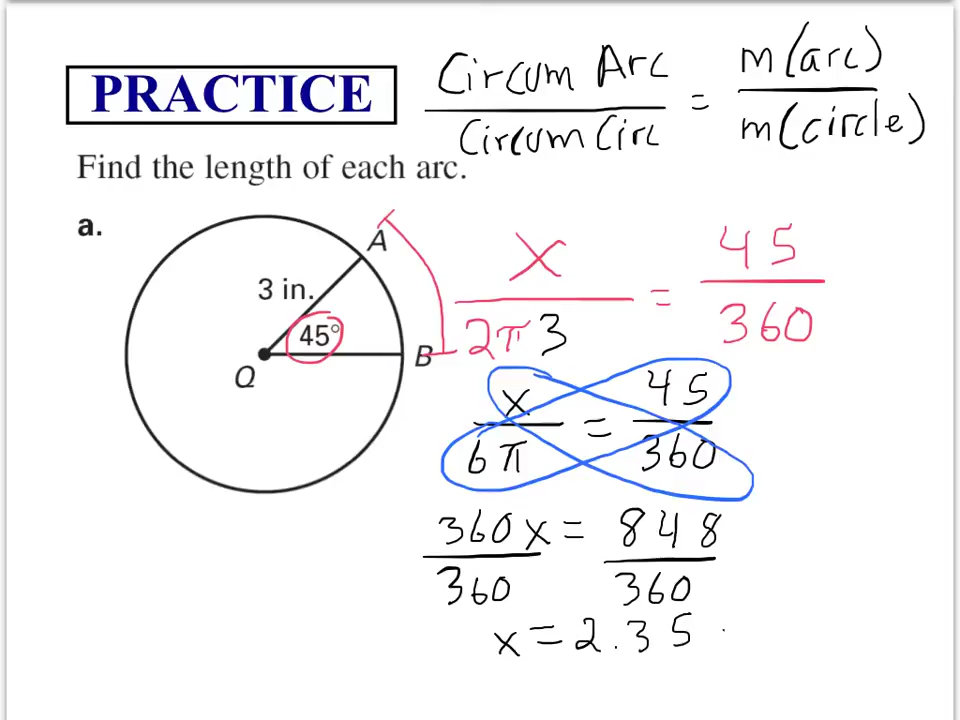 PRACTICE
Circum Arc / Circum Circ = m(arc) / m(circle)
Find the length of each arc.
a.
A
3 in.
45°
B
Q
x / 2π3 = 45 / 360
x / 6π = 45 / 360
360x / 360 = 848 / 360
x = 2.35